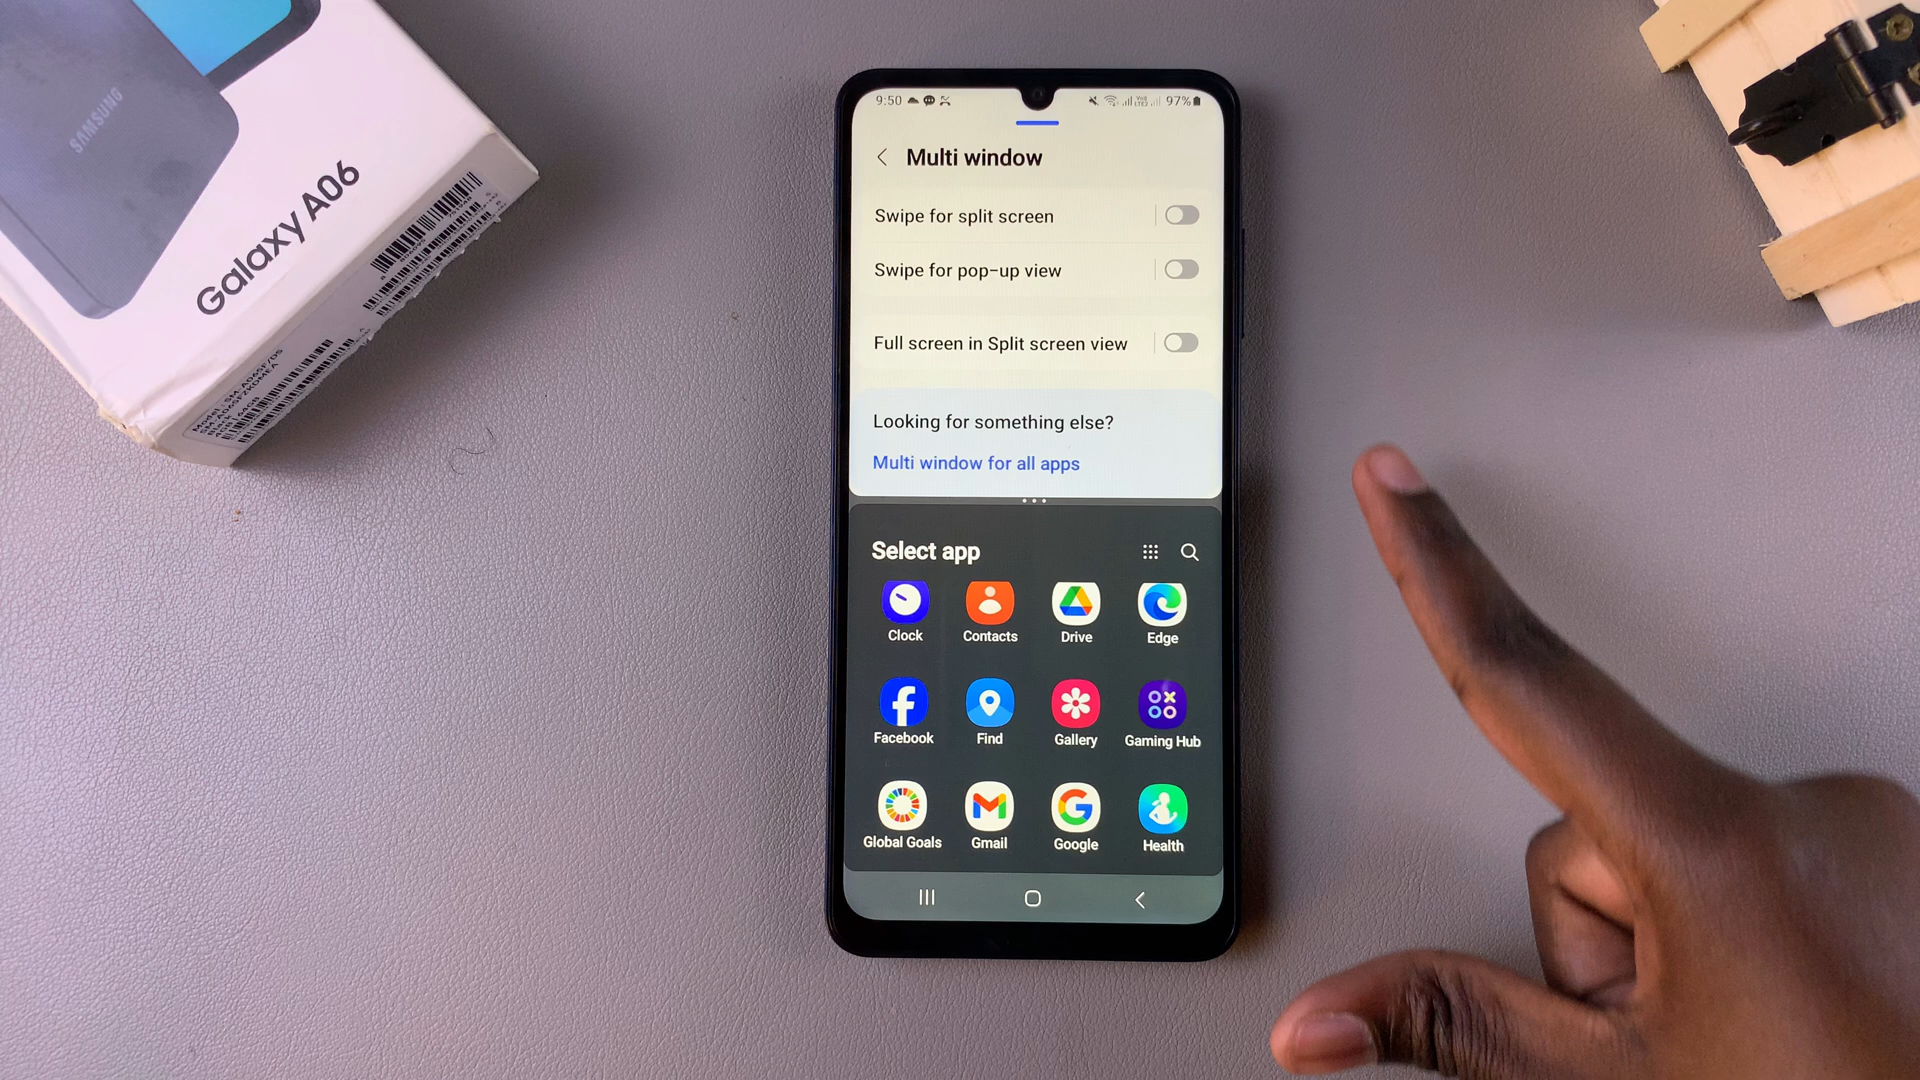 SAMSUNG
Galaxy A06
9:50
97%
Multi window
Swipe for split screen
Swipe for pop-up view
Full screen in Split screen view
Looking for something else?
Multi window for all apps
Select app
Clock Contacts Drive Edge
Facebook Find Gallery Gaming Hub
Global Goals Gmail Google Health